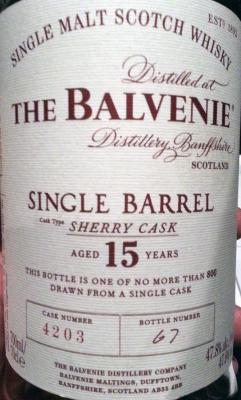 SINGLE MALT SCOTCH WHISKY
ESTD 1892
Distilled at
THE BALVENIE®
Distillery, Banffshire
SCOTLAND
SINGLE BARREL
Cask Type SHERRY CASK
AGED 15 YEARS
THIS BOTTLE IS ONE OF NO MORE THAN 800
DRAWN FROM A SINGLE CASK
CASK NUMBER
4203
BOTTLE NUMBER
67
47.8%
THE BALVENIE DISTILLERY COMPANY
BALVENIE MALTINGS, DUFFTOWN,
BANFFSHIRE, SCOTLAND AB55 4BB